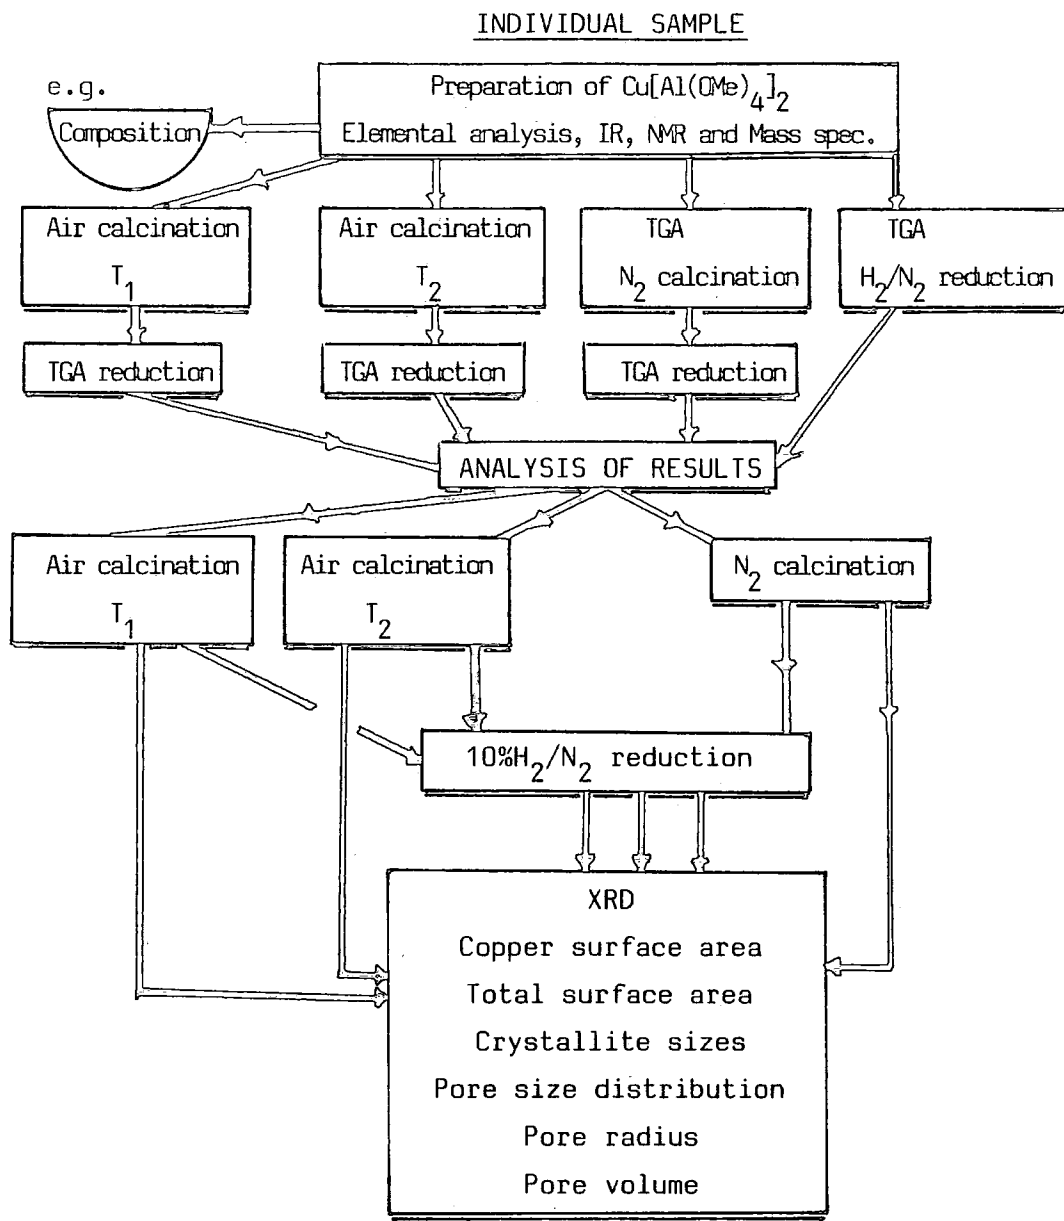 INDIVIDUAL SAMPLE
e.g.
Composition
Preparation of Cu[Al(OMe)4]2
Elemental analysis, IR, NMR and Mass spec.
Air calcination
T1
Air calcination
T2
TGA
N2 calcination
TGA
H2/N2 reduction
TGA reduction
TGA reduction
TGA reduction
ANALYSIS OF RESULTS
Air calcination
T1
Air calcination
T2
N2 calcination
10%H2/N2 reduction
XRD
Copper surface area
Total surface area
Crystallite sizes
Pore size distribution
Pore radius
Pore volume